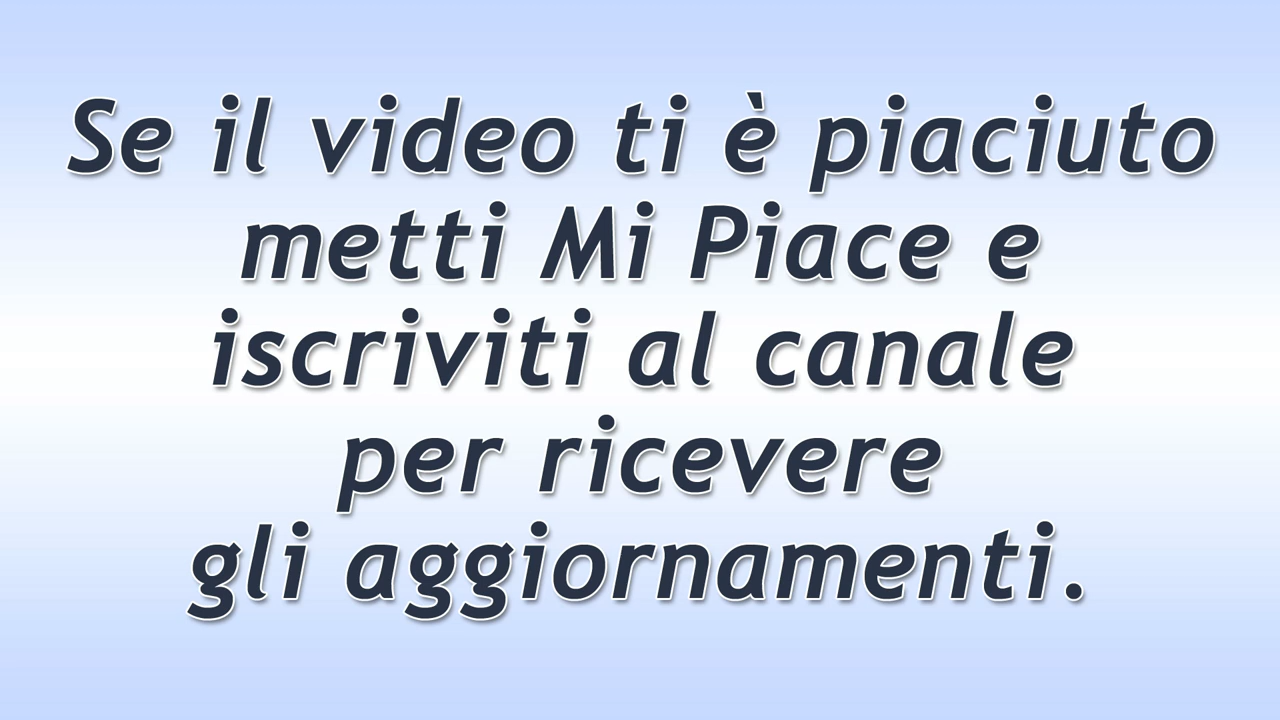 Se il video ti è piaciuto
metti Mi Piace e
iscriviti al canale
per ricevere
gli aggiornamenti.